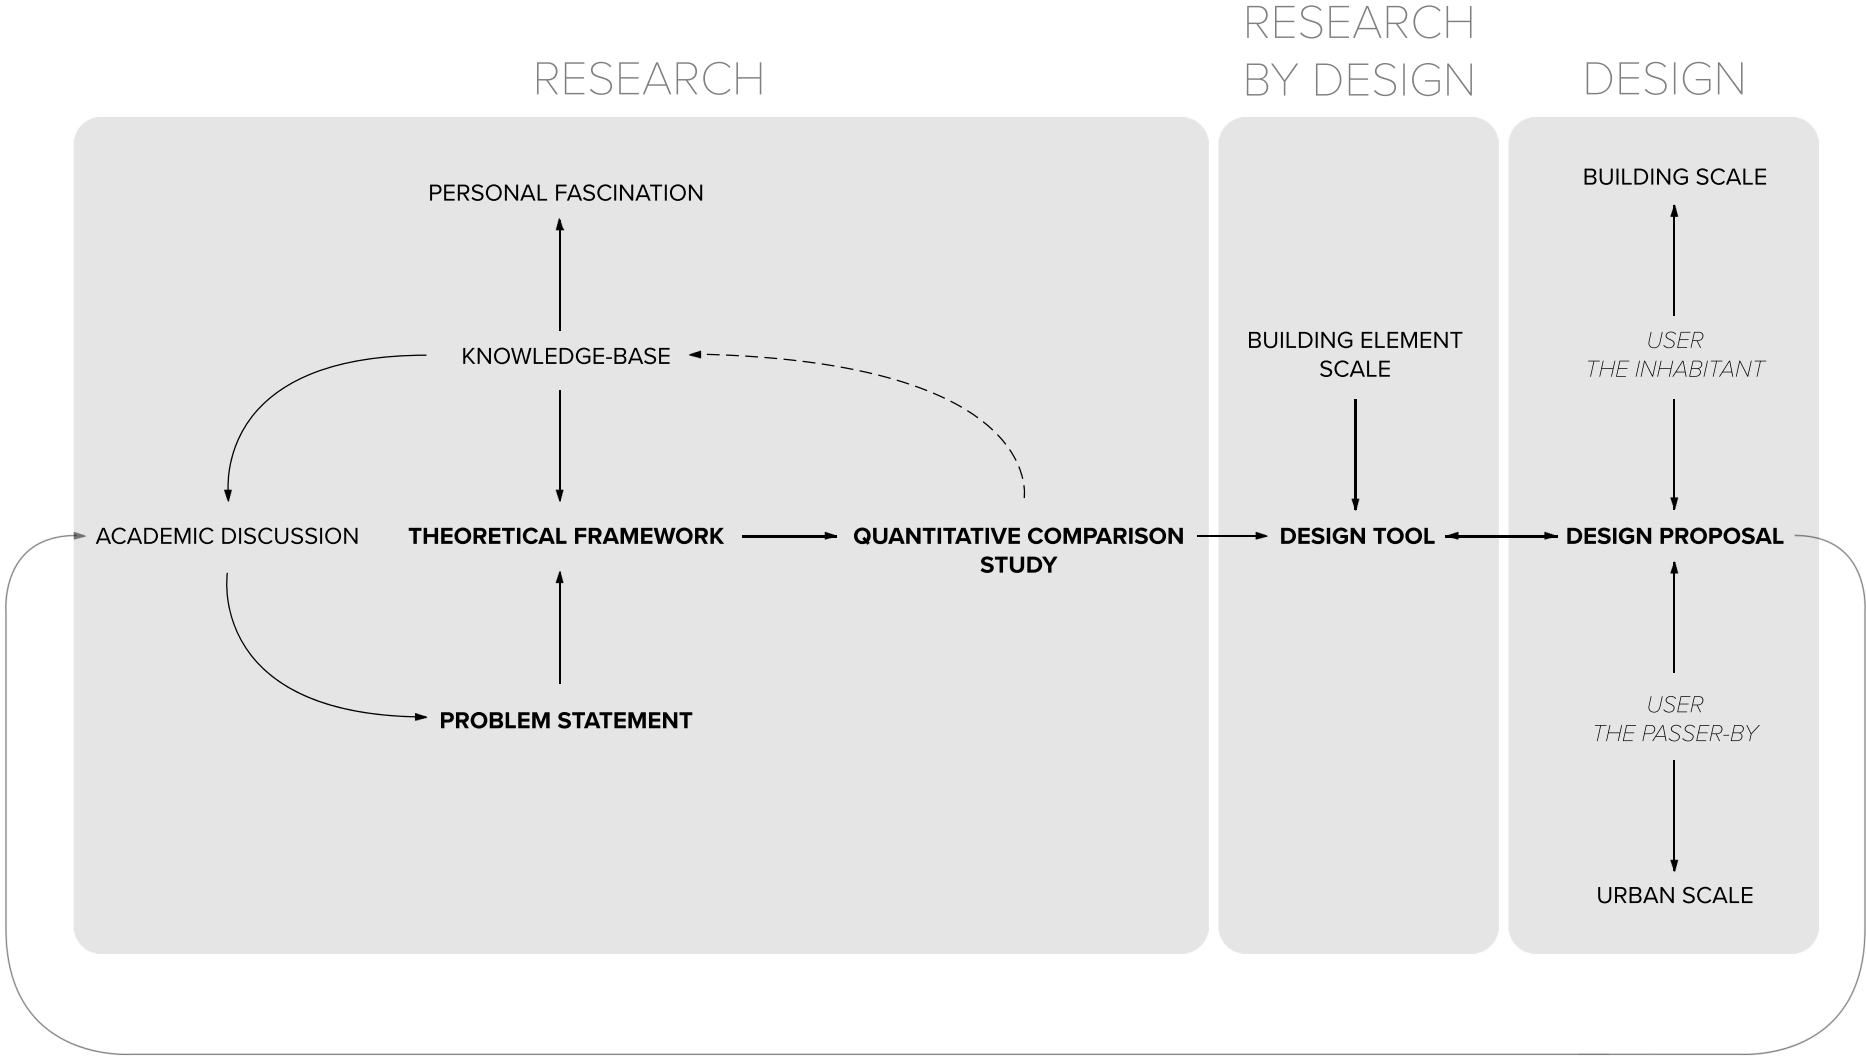 RESEARCH
RESEARCH
BY DESIGN
DESIGN
PERSONAL FASCINATION
KNOWLEDGE-BASE
ACADEMIC DISCUSSION
THEORETICAL FRAMEWORK
QUANTITATIVE COMPARISON
STUDY
PROBLEM STATEMENT
BUILDING ELEMENT
SCALE
DESIGN TOOL
BUILDING SCALE
USER
THE INHABITANT
DESIGN PROPOSAL
USER
THE PASSER-BY
URBAN SCALE